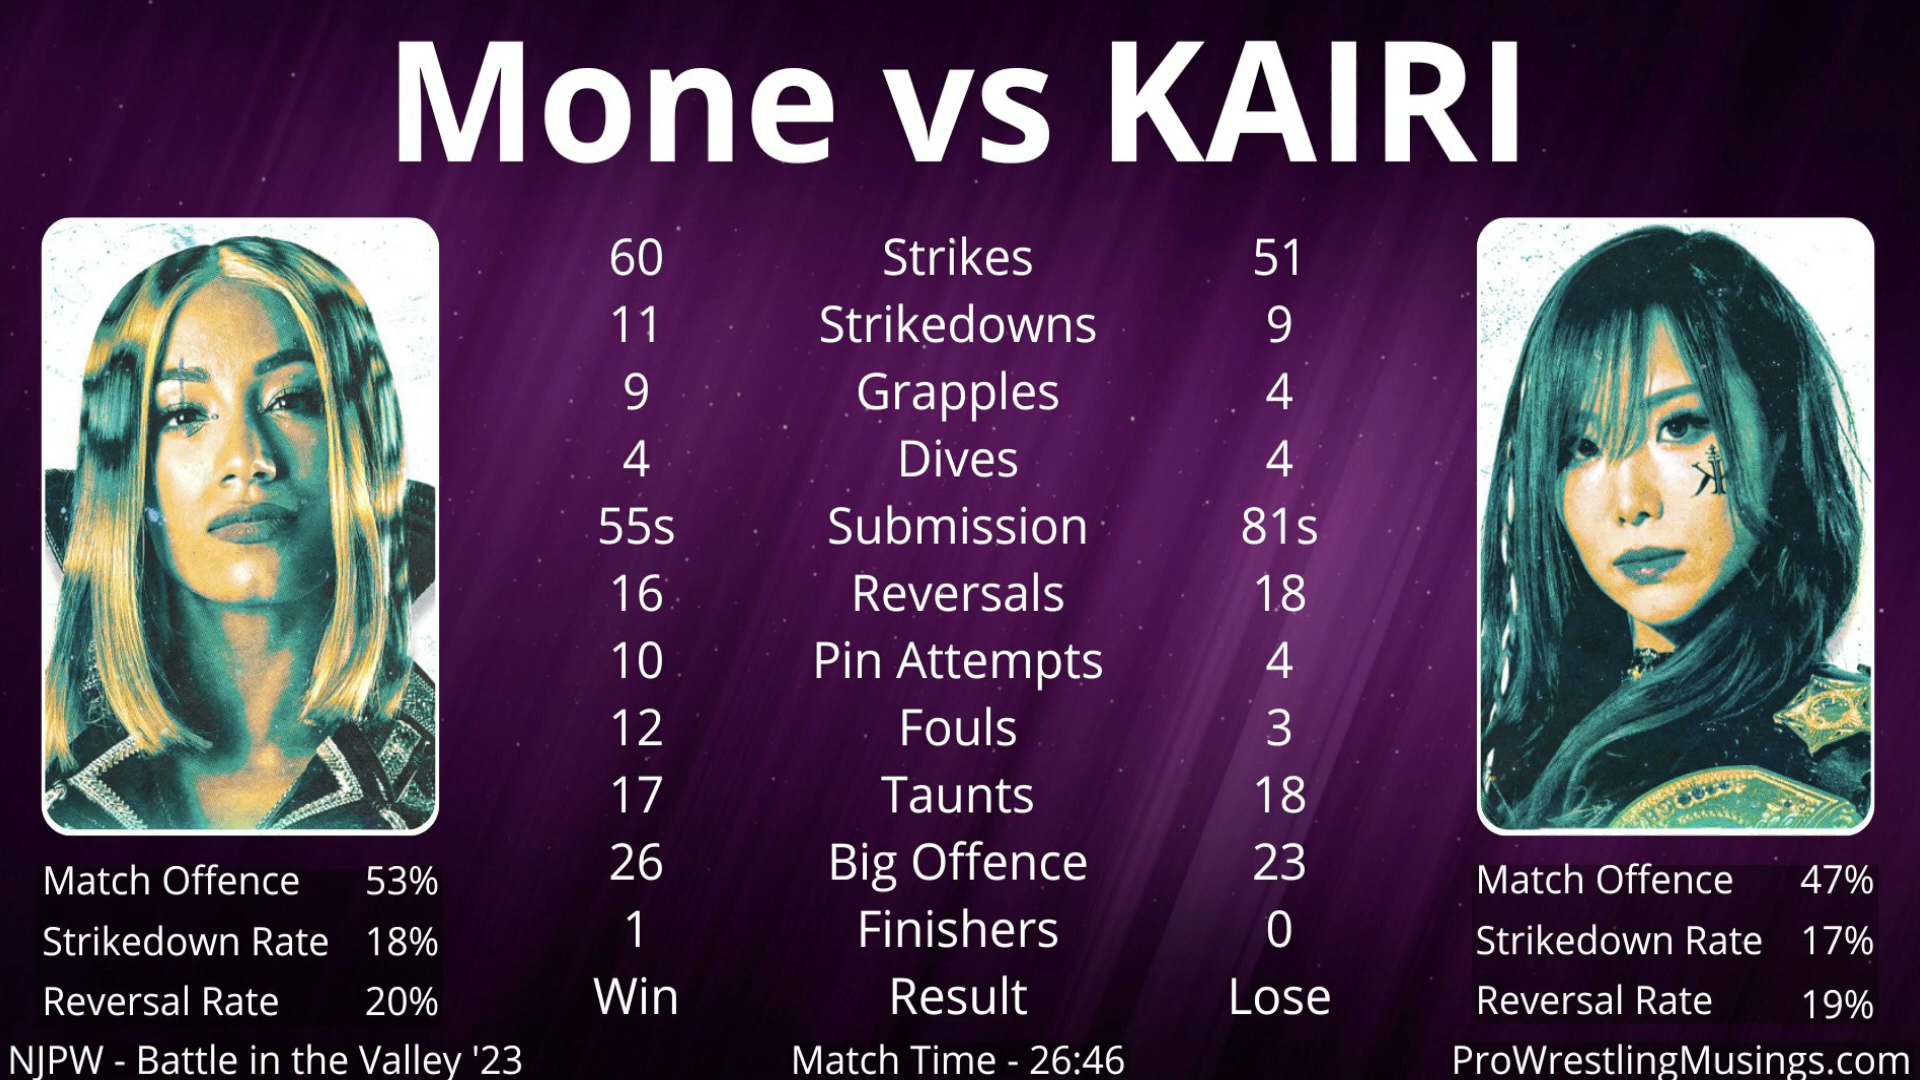 Mone vs KAIRI
60 Strikes 51
11 Strikedowns 9
9 Grapples 4
4 Dives 4
55s Submission 81s
16 Reversals 18
10 Pin Attempts 4
12 Fouls 3
17 Taunts 18
26 Big Offence 23
1 Finishers 0
Win Result Lose
Match Offence 53%
Strikedown Rate 18%
Reversal Rate 20%
Match Offence 47%
Strikedown Rate 17%
Reversal Rate 19%
NJPW - Battle in the Valley '23
Match Time - 26:46
ProWrestlingMusings.com